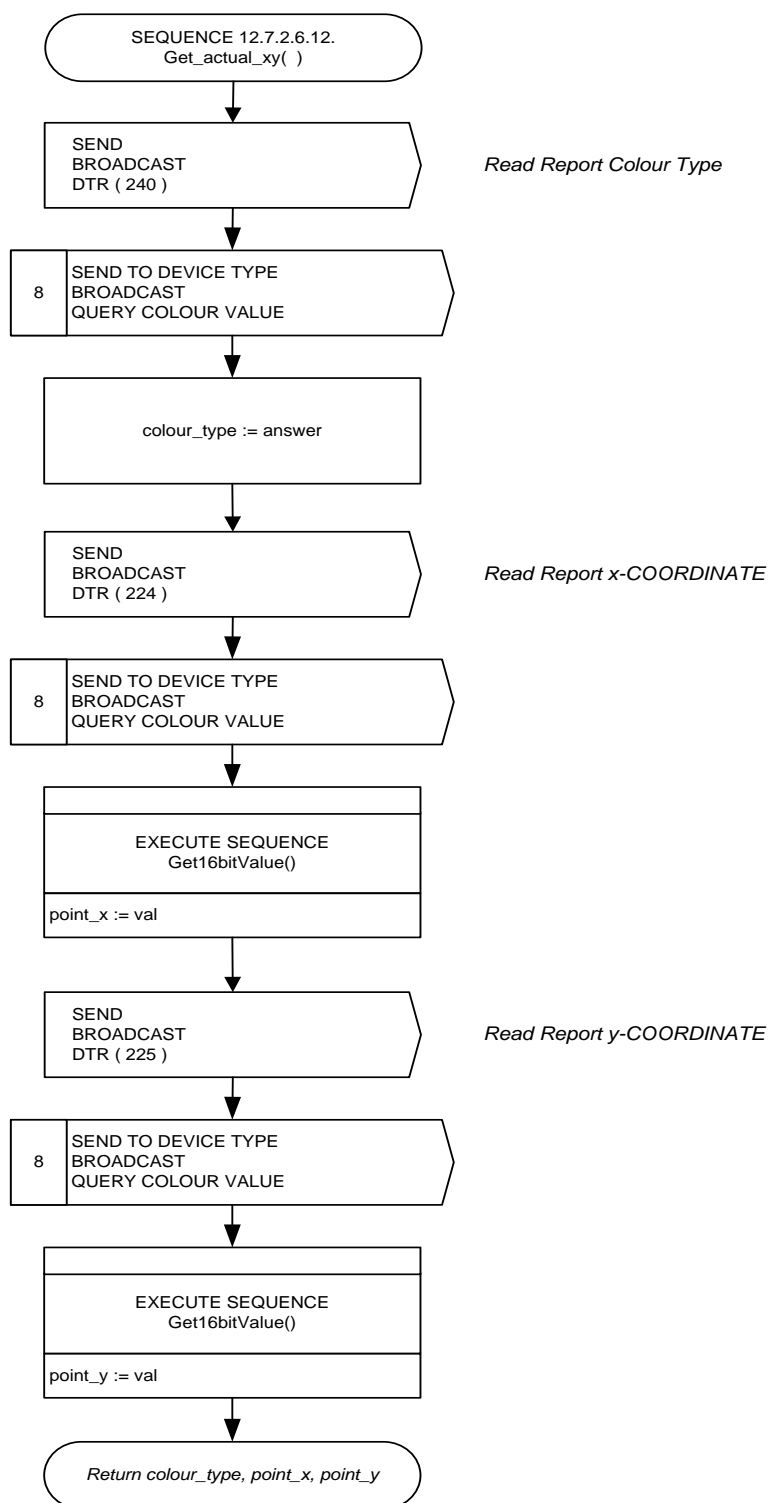 SEQUENCE 12.7.2.6.12.
Get_actual_xy(  )
SEND
BROADCAST
DTR ( 240 )
Read Report Colour Type
8
SEND TO DEVICE TYPE
BROADCAST
QUERY COLOUR VALUE
colour_type := answer
SEND
BROADCAST
DTR ( 224 )
Read Report x-COORDINATE
8
SEND TO DEVICE TYPE
BROADCAST
QUERY COLOUR VALUE
EXECUTE SEQUENCE
Get16bitValue()
point_x := val
SEND
BROADCAST
DTR ( 225 )
Read Report y-COORDINATE
8
SEND TO DEVICE TYPE
BROADCAST
QUERY COLOUR VALUE
EXECUTE SEQUENCE
Get16bitValue()
point_y := val
Return colour_type, point_x, point_y